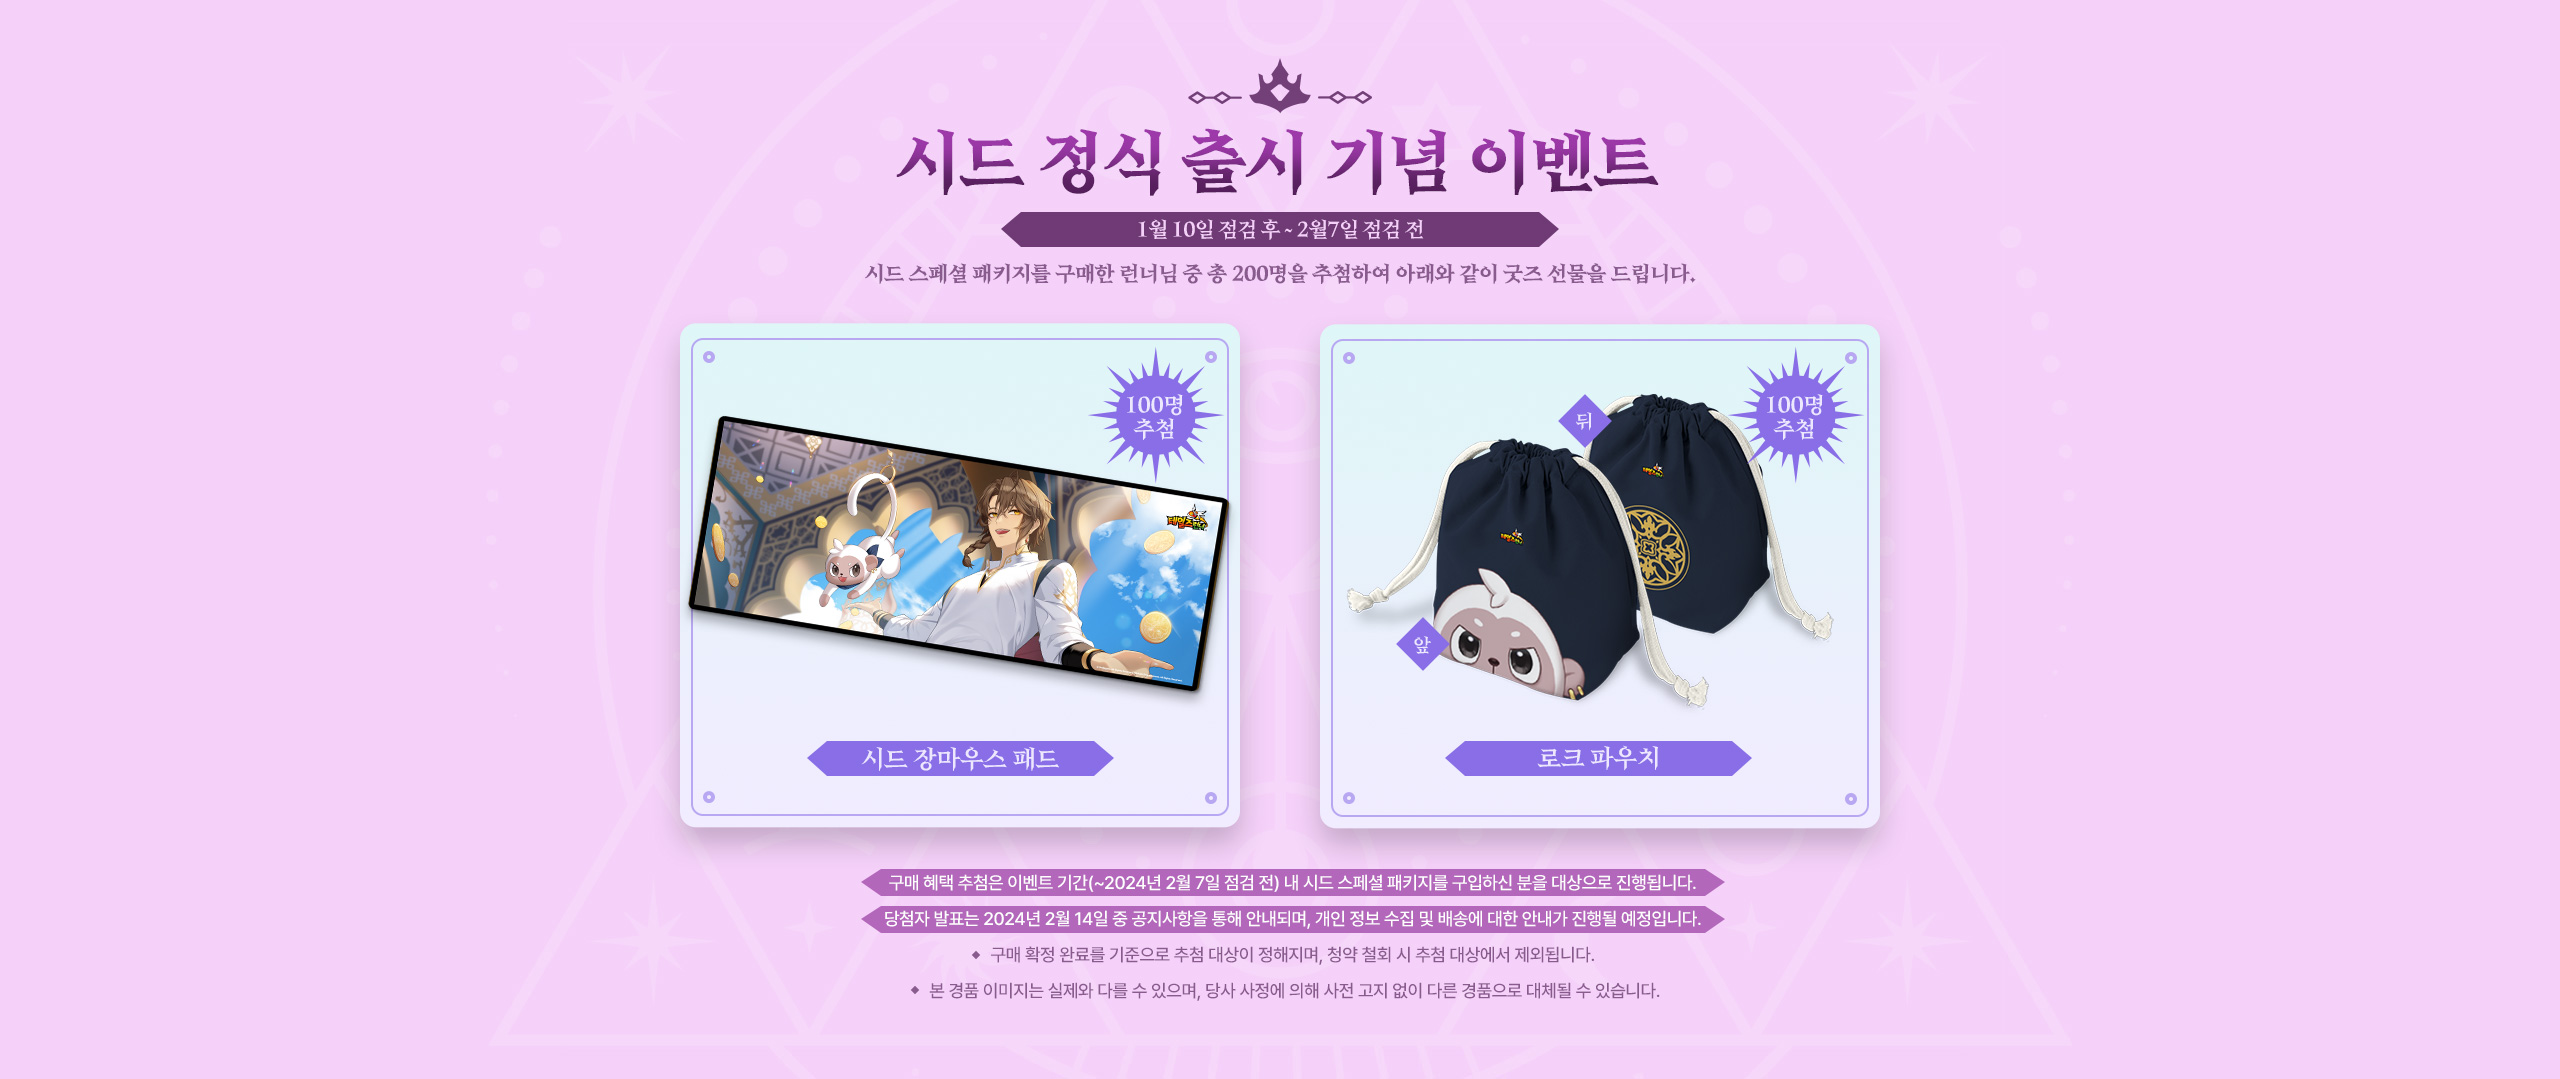 시드 정식 출시 기념 이벤트
1월 10일 점검 후 ~ 2월7일 점검 전
시드 스페셜 패키지를 구매한 런너님 중 총 200명을 추첨하여 아래와 같이 굿즈 선물을 드립니다.
100명
추첨
테일즈런너
시드 장마우스 패드
100명
추첨
뒤
앞
로크 파우치
구매 혜택 추첨은 이벤트 기간(~2024년 2월 7일 점검 전) 내 시드 스페셜 패키지를 구입하신 분을 대상으로 진행됩니다.
당첨자 발표는 2024년 2월 14일 중 공지사항을 통해 안내되며, 개인 정보 수집 및 배송에 대한 안내가 진행될 예정입니다.
◆ 구매 확정 완료를 기준으로 추첨 대상이 정해지며, 청약 철회 시 추첨 대상에서 제외됩니다.
◆ 본 경품 이미지는 실제와 다를 수 있으며, 당사 사정에 의해 사전 고지 없이 다른 경품으로 대체될 수 있습니다.